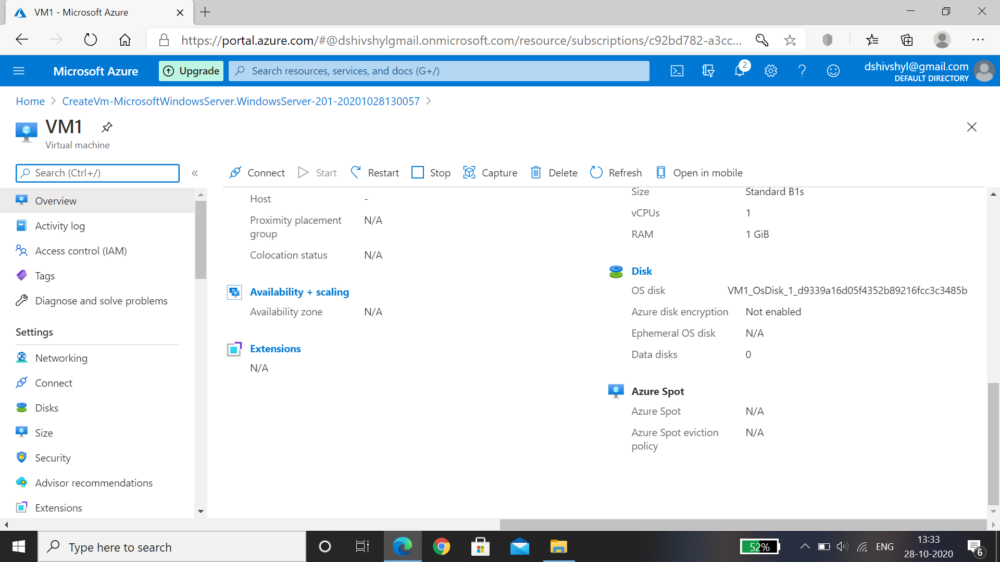 VM1 - Microsoft Azure
https://portal.azure.com/#@dshivshylgmail.onmicrosoft.com/resource/subscriptions/c92bd782-a3cc...
Microsoft Azure
Upgrade
Search resources, services, and docs (G+/)
2
dshivshyl@gmail.com
DEFAULT DIRECTORY
Home > CreateVm-MicrosoftWindowsServer.WindowsServer-201-20201028130057 >
VM1
Virtual machine
Search (Ctrl+/)
«
Connect
Start
Restart
Stop
Capture
Delete
Refresh
Open in mobile
Overview
Activity log
Access control (IAM)
Tags
Diagnose and solve problems
Settings
Networking
Connect
Disks
Size
Security
Advisor recommendations
Extensions
Host -
Proximity placement group N/A
Colocation status N/A
Availability + scaling
Availability zone N/A
Extensions
N/A
Size Standard B1s
vCPUs 1
RAM 1 GiB
Disk
OS disk VM1_OsDisk_1_d9339a16d05f4352b89216fcc3c3485b
Azure disk encryption Not enabled
Ephemeral OS disk N/A
Data disks 0
Azure Spot
Azure Spot N/A
Azure Spot eviction policy N/A
Type here to search
52%
ENG
13:33
28-10-2020
6